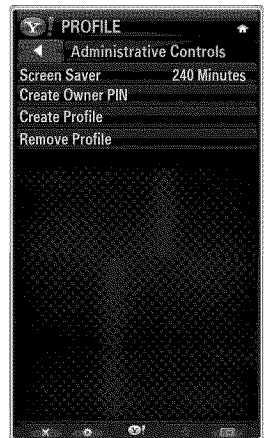 Y! PROFILE
Administrative Controls
Screen Saver 240 Minutes
Create Owner PIN
Create Profile
Remove Profile
Y!